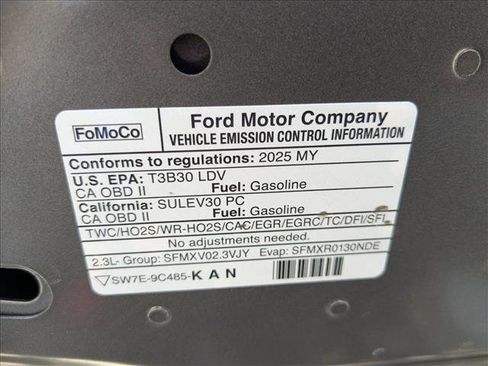 FoMoCo
Ford Motor Company
VEHICLE EMISSION CONTROL INFORMATION
Conforms to regulations: 2025 MY
U.S. EPA: T3B30 LDV
CA OBD II Fuel: Gasoline
California: SULEV30 PC
CA OBD II Fuel: Gasoline
TWC/HO2S/WR-HO2S/CAC/EGR/EGRC/TC/DFI/SFI
No adjustments needed.
2.3L- Group: SFMXV02.3VJY Evap: SFMXR0130NDE
SW7E-9C485-KAN